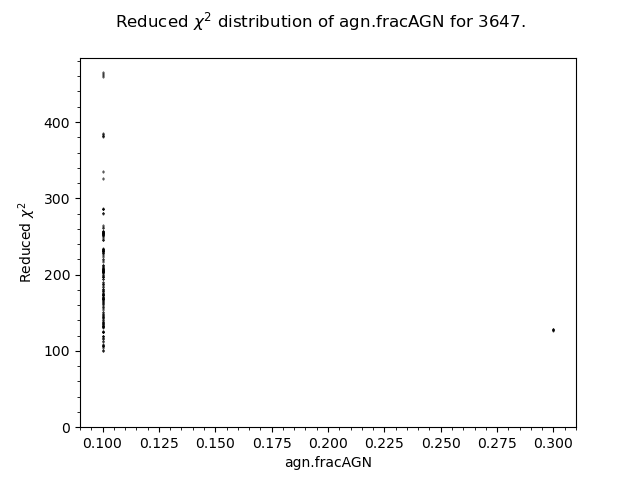 Reduced χ² distribution of agn.fracAGN for 3647.
Reduced χ²
400
300
200
100
0
0.100 0.125 0.150 0.175 0.200 0.225 0.250 0.275 0.300
agn.fracAGN